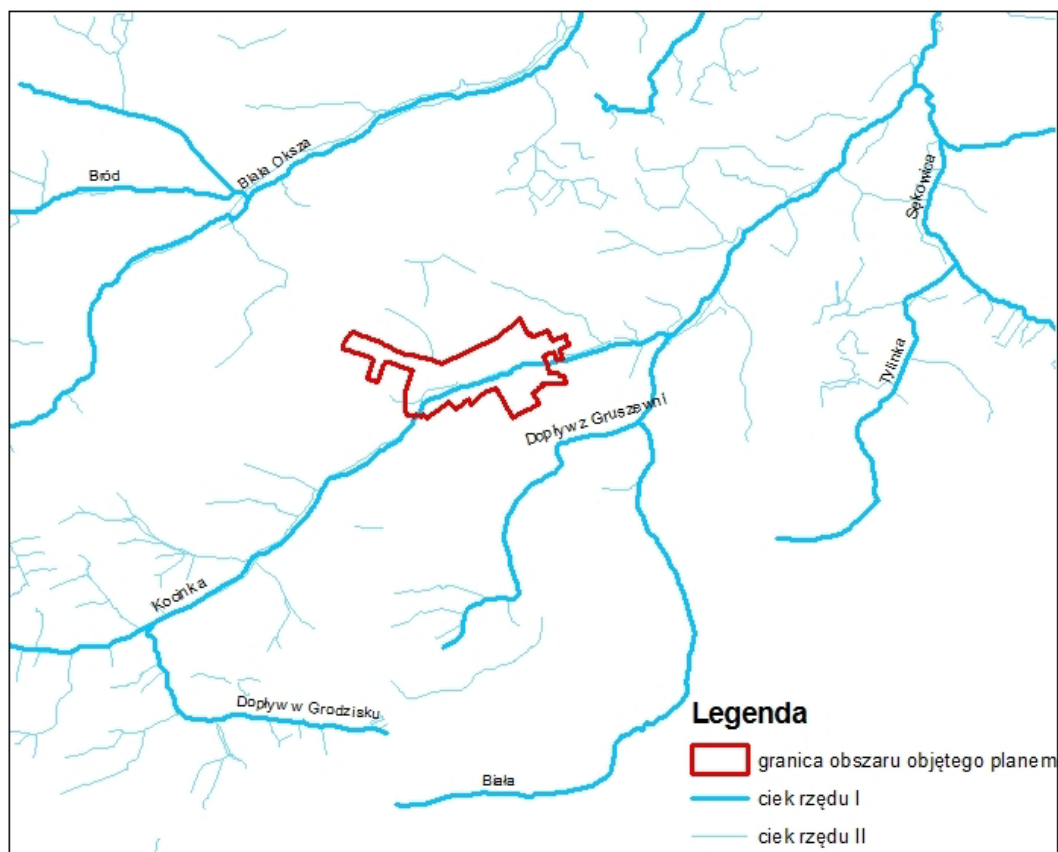 Biała Oksza
Bród
Sękowica
Tylinka
Dopływ z Gruszewni
Kocinka
Dopływ w Grodzisku
Biała
Legenda
granica obszaru objętego planem
ciek rzędu I
ciek rzędu II